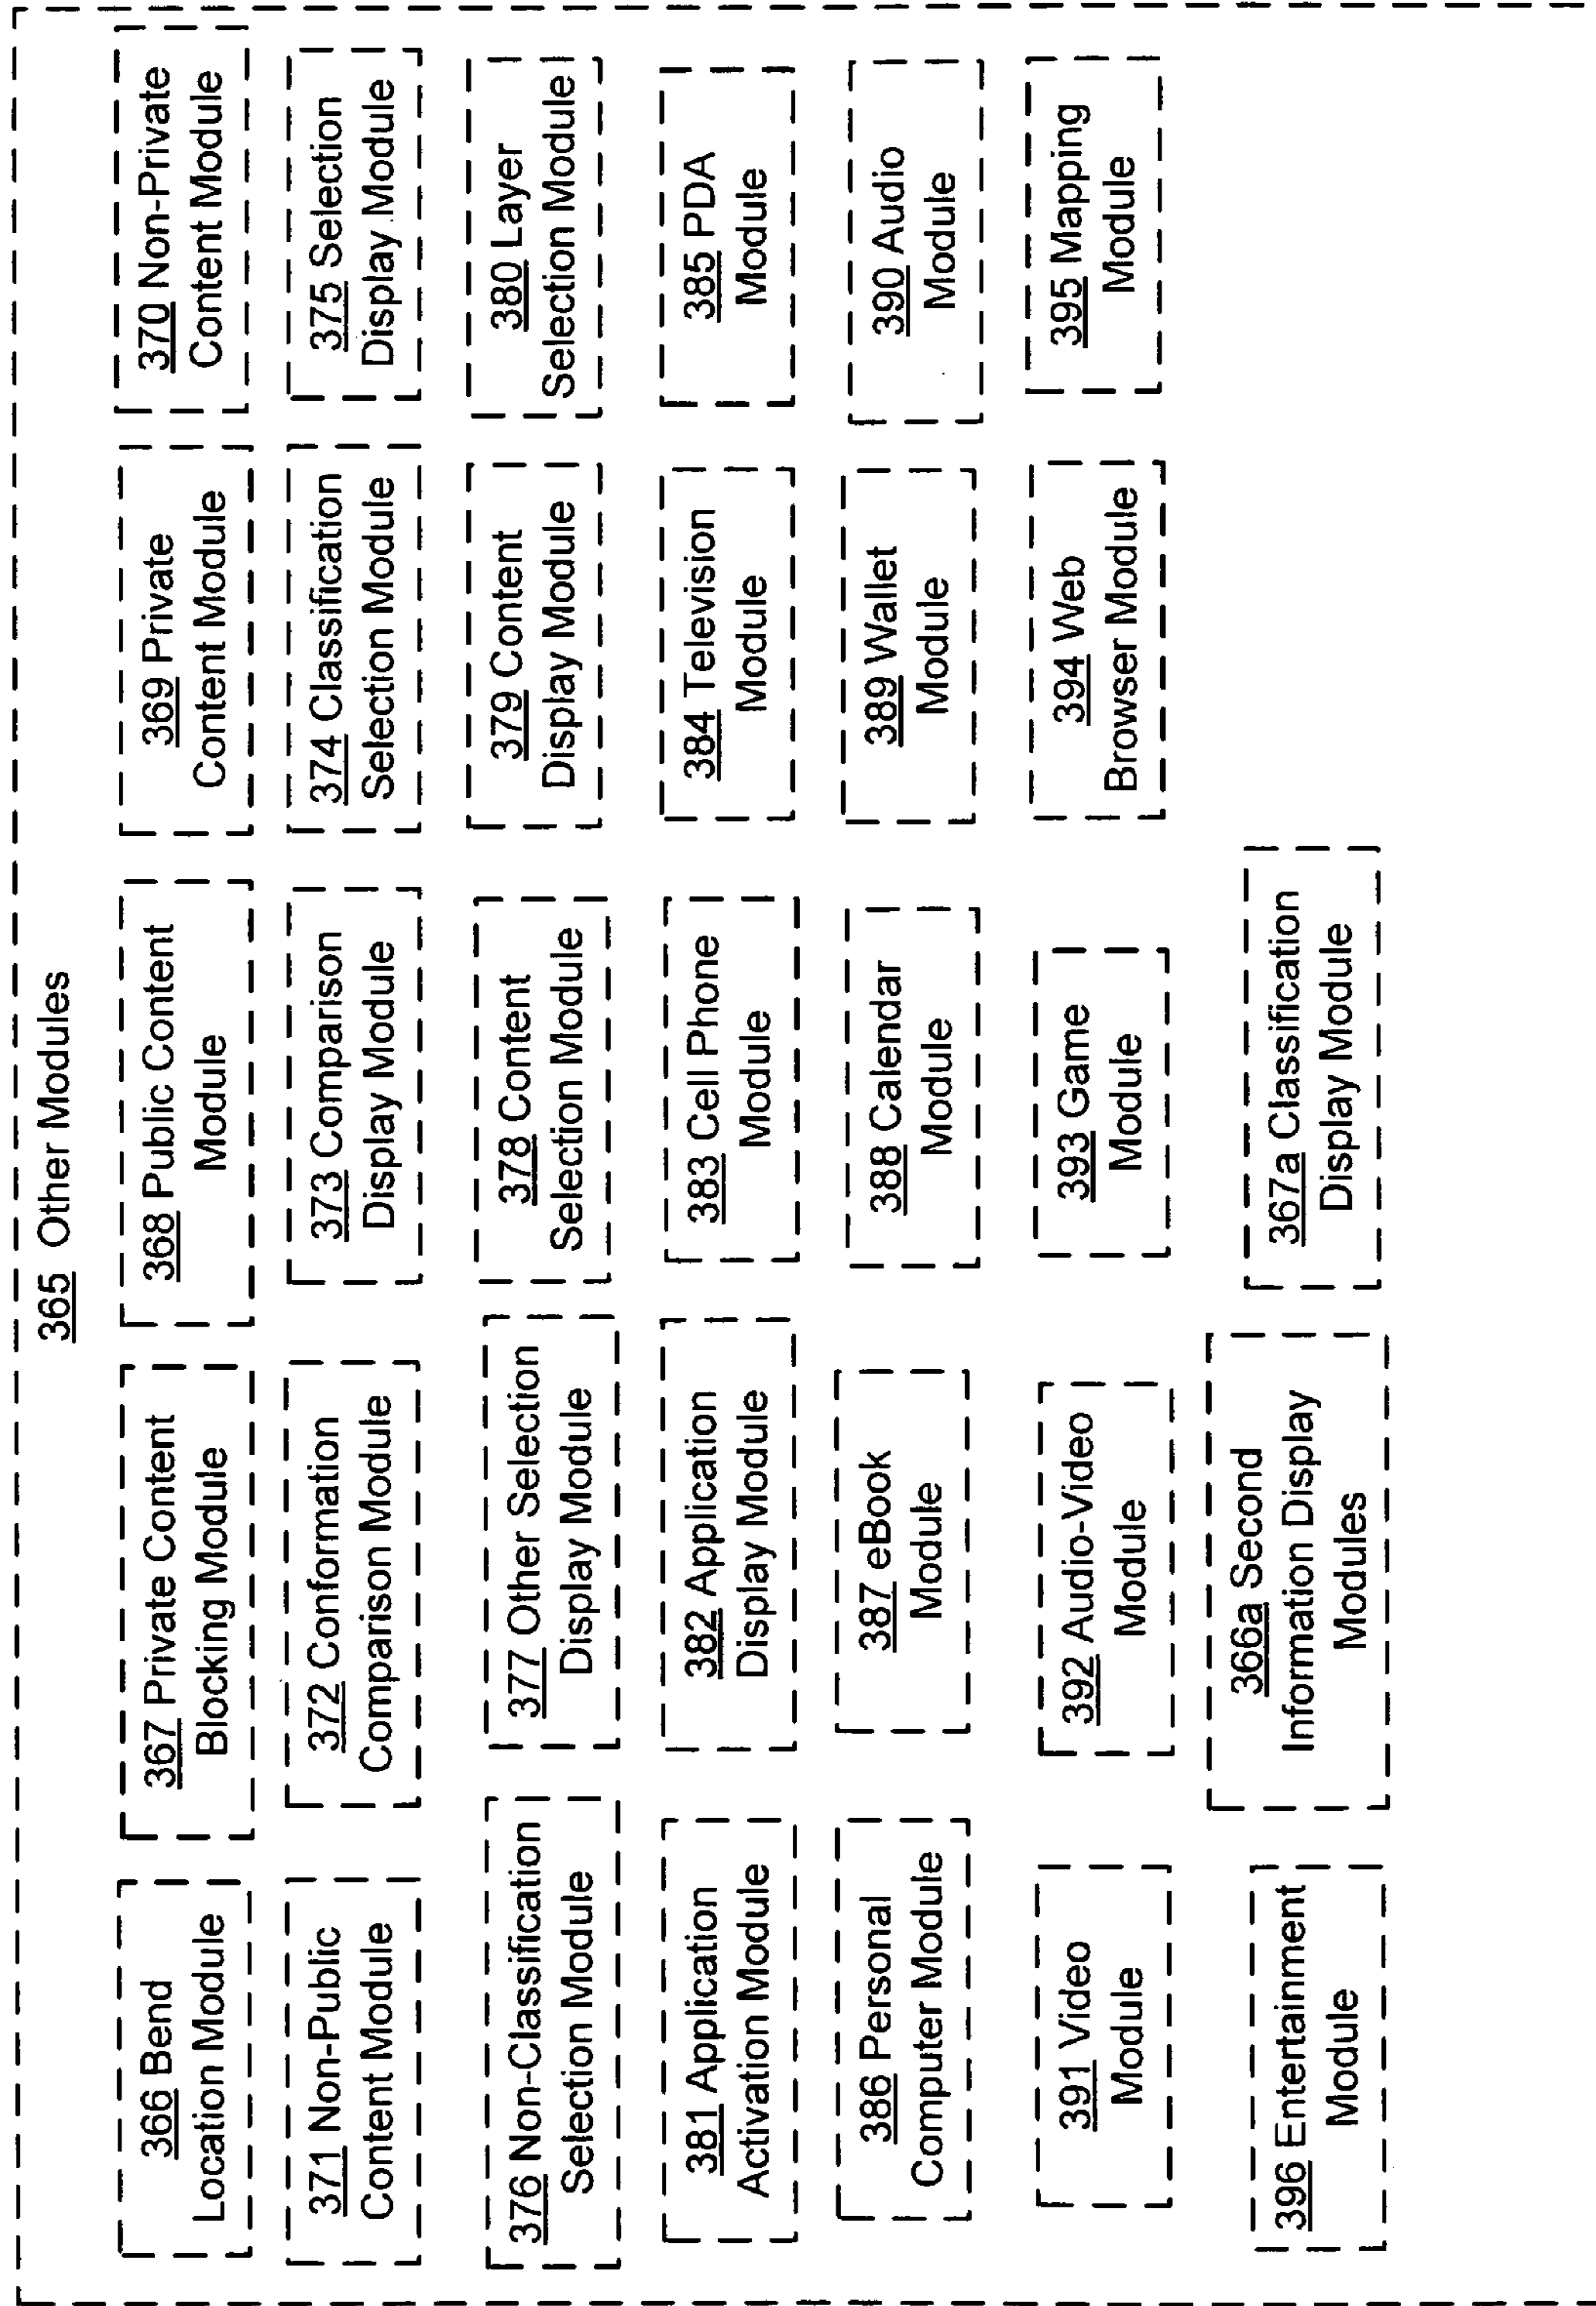 365 Other Modules
366 Bend
Location Module
367 Private Content
Blocking Module
368 Public Content
Module
369 Private
Content Module
370 Non-Private
Content Module
371 Non-Public
Content Module
372 Conformation
Comparison Module
373 Comparison
Display Module
374 Classification
Selection Module
375 Selection
Display Module
376 Non-Classification
Selection Module
377 Other Selection
Display Module
378 Content
Selection Module
379 Content
Display Module
380 Layer
Selection Module
381 Application
Activation Module
382 Application
Display Module
383 Cell Phone
Module
384 Television
Module
385 PDA
Module
386 Personal
Computer Module
387 eBook
Module
388 Calendar
Module
389 Wallet
Module
390 Audio
Module
391 Video
Module
392 Audio-Video
Module
393 Game
Module
394 Web
Browser Module
395 Mapping
Module
396 Entertainment
Module
366a Second
Information Display
Modules
367a Classification
Display Module